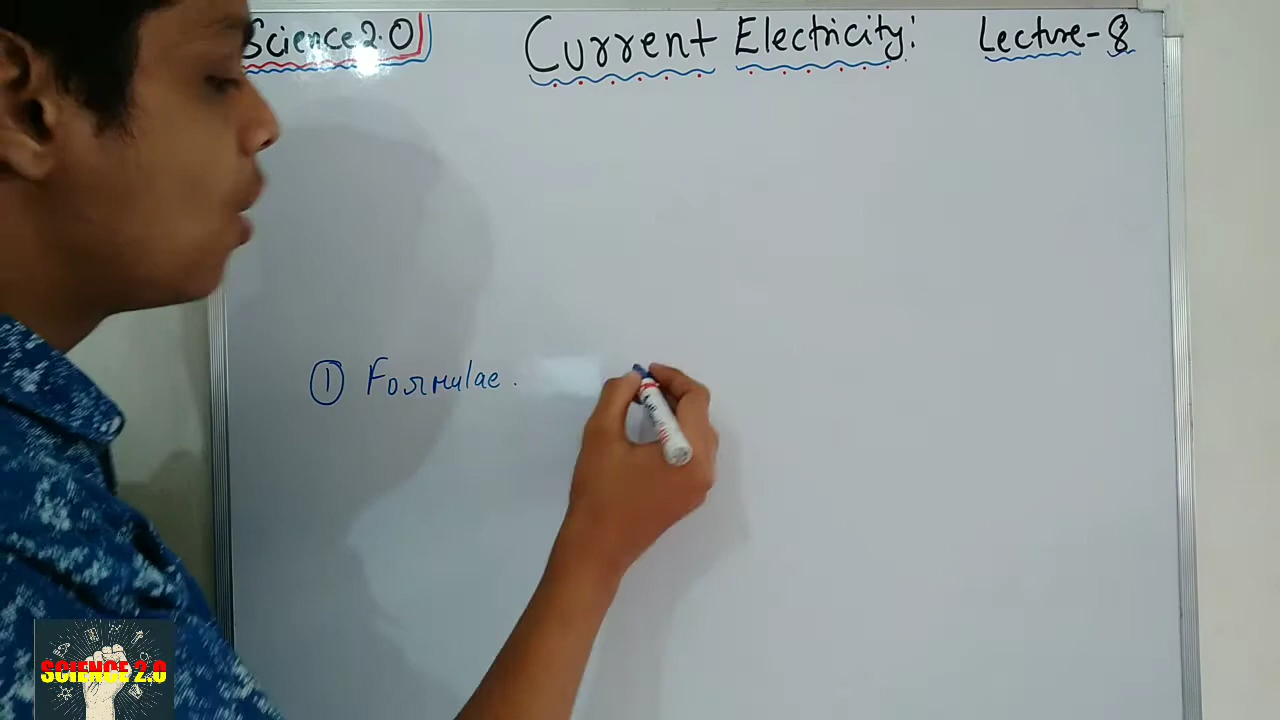 Science 2.0 Current Electricity: Lecture-8
① Formulae.
SCIENCE 2.0